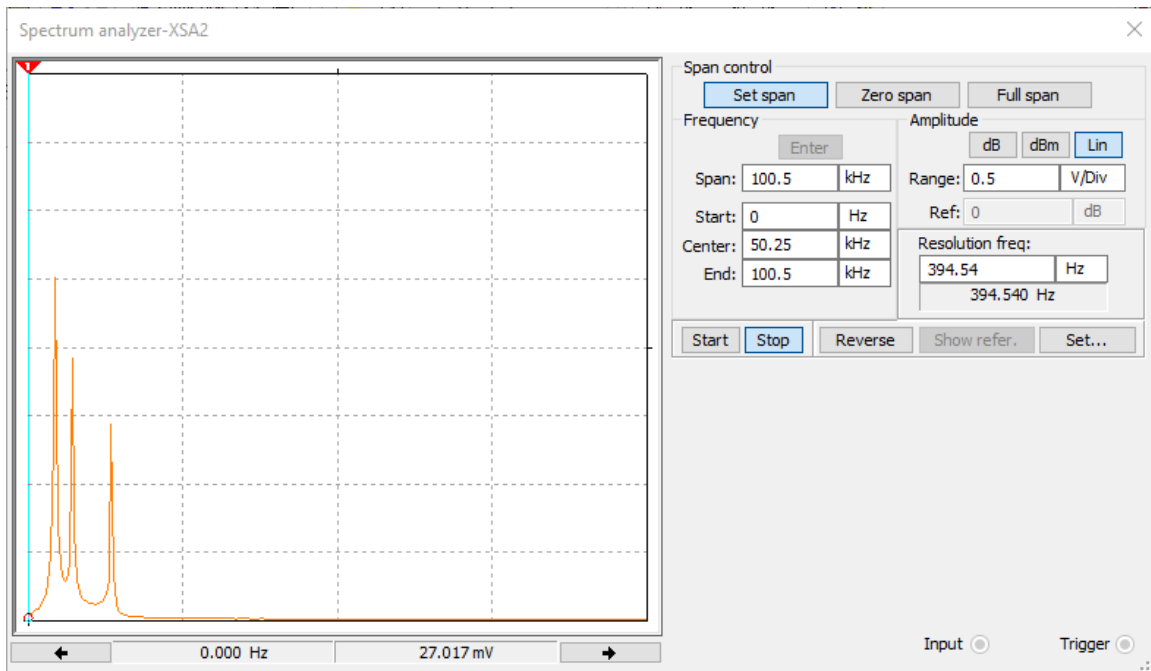 Spectrum analyzer-XSA2
1
Span control
Set span Zero span Full span
Frequency
Enter
Span: 100.5 kHz
Start: 0 Hz
Center: 50.25 kHz
End: 100.5 kHz
Amplitude
dB dBm Lin
Range: 0.5 V/Div
Ref: 0 dB
Resolution freq:
394.54 Hz
394.540 Hz
Start Stop Reverse Show refer. Set...
0.000 Hz 27.017 mV
Input Trigger